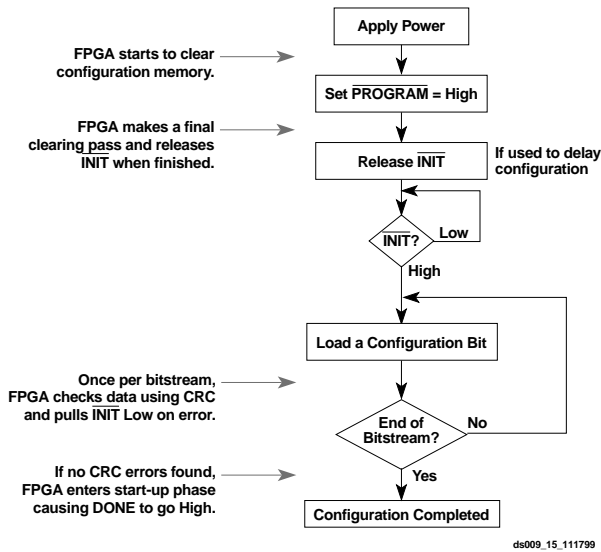 Apply Power
FPGA starts to clear
configuration memory.
Set PROGRAM = High
FPGA makes a final
clearing pass and releases
INIT when finished.
Release INIT
If used to delay
configuration
INIT?
Low
High
Load a Configuration Bit
Once per bitstream,
FPGA checks data using CRC
and pulls INIT Low on error.
End of
Bitstream?
No
Yes
If no CRC errors found,
FPGA enters start-up phase
causing DONE to go High.
Configuration Completed
ds009_15_111799